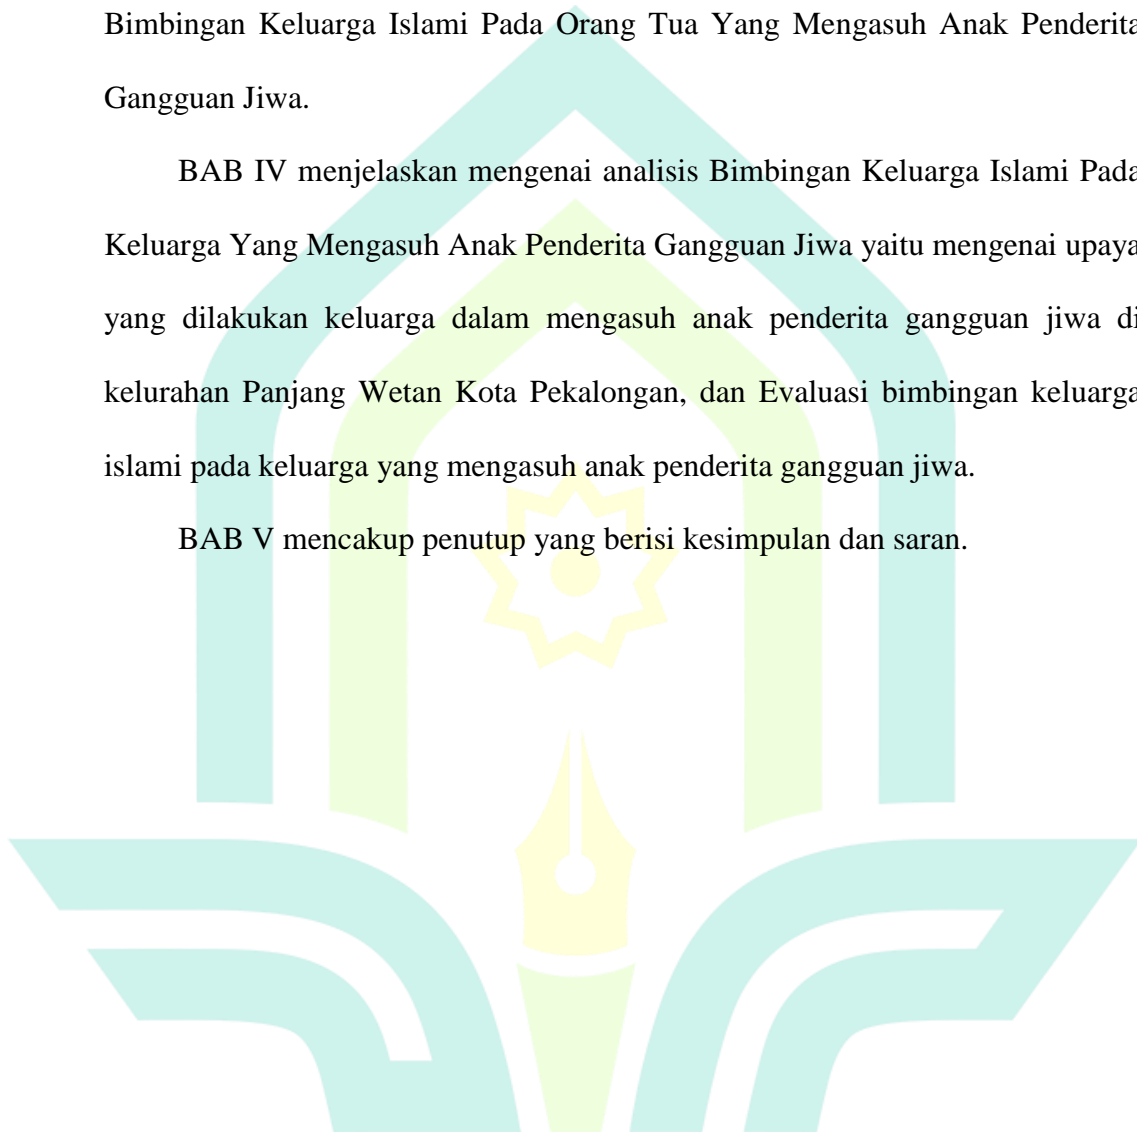 Bimbingan Keluarga Islami Pada Orang Tua Yang Mengasuh Anak Penderita
Gangguan Jiwa.
BAB IV menjelaskan mengenai analisis Bimbingan Keluarga Islami Pada
Keluarga Yang Mengasuh Anak Penderita Gangguan Jiwa yaitu mengenai upaya
yang dilakukan keluarga dalam mengasuh anak penderita gangguan jiwa di
kelurahan Panjang Wetan Kota Pekalongan, dan Evaluasi bimbingan keluarga
islami pada keluarga yang mengasuh anak penderita gangguan jiwa.
BAB V mencakup penutup yang berisi kesimpulan dan saran.